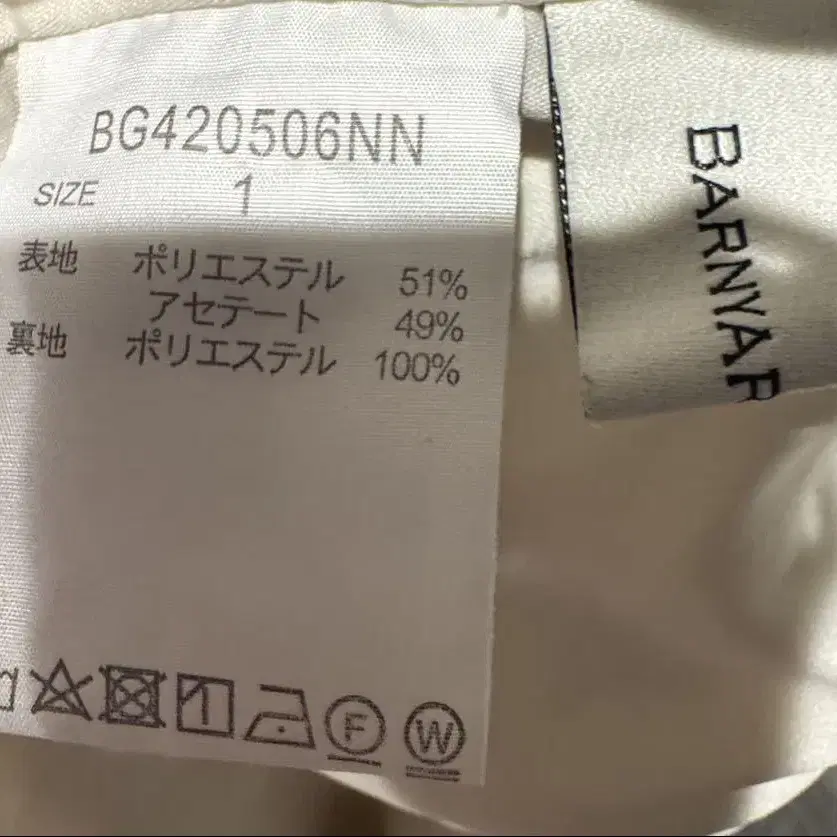 BG420506NN
SIZE 1
表地 ポリエステル 51%
アセテート 49%
裏地 ポリエステル 100%
F W
BARNYAR